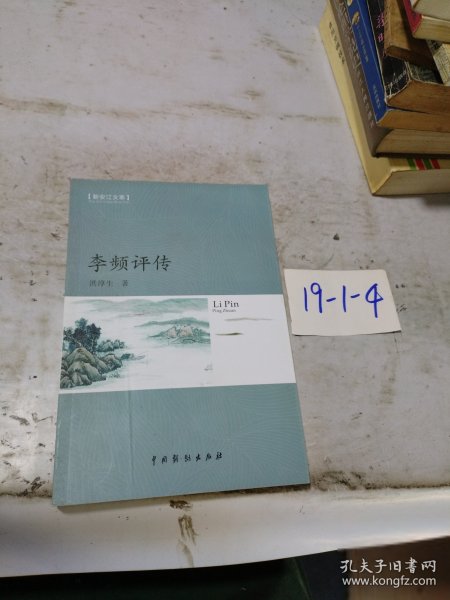 【新安江文库】
李频评传
洪淳生 著
Li Pin
Ping Zhuan
19-1-4
中国戏剧出版社
孔夫子旧书网
www.kongfz.com